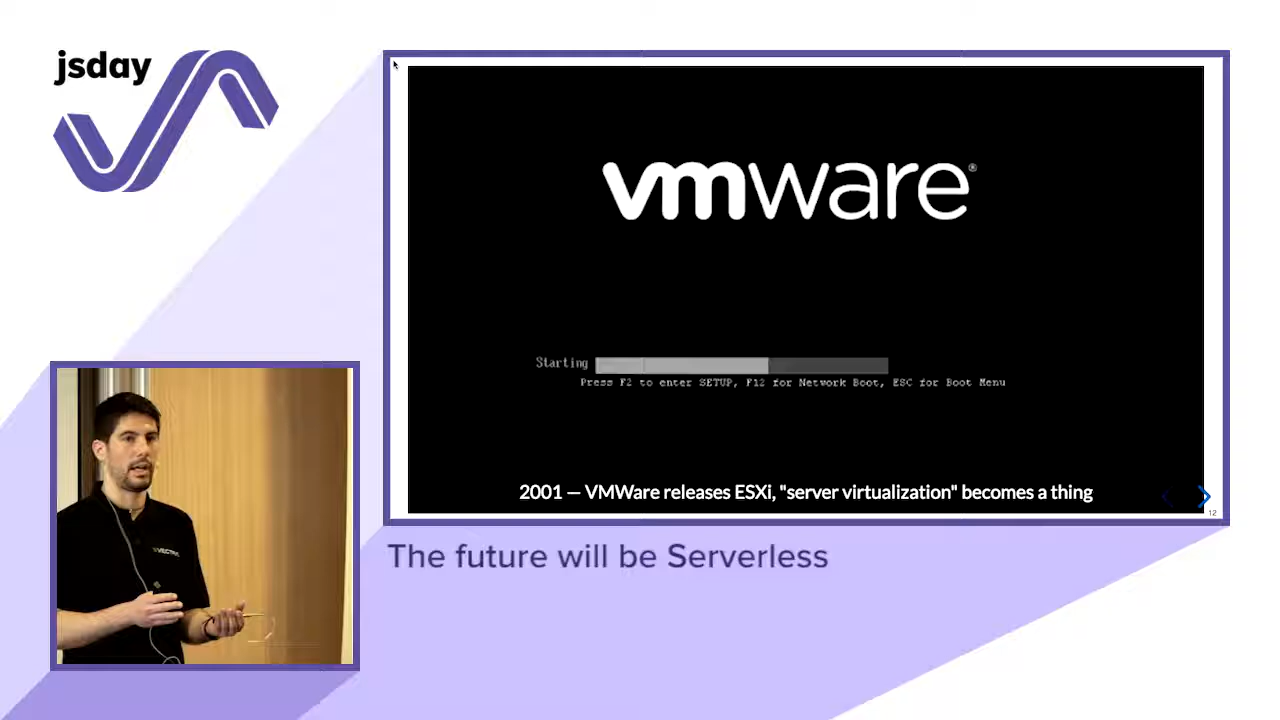 jsday
vmware®
Starting
Press F2 to enter SETUP, F12 for Network Boot, ESC for Boot Menu
2001 — VMWare releases ESXi, "server virtualization" becomes a thing
12
The future will be Serverless